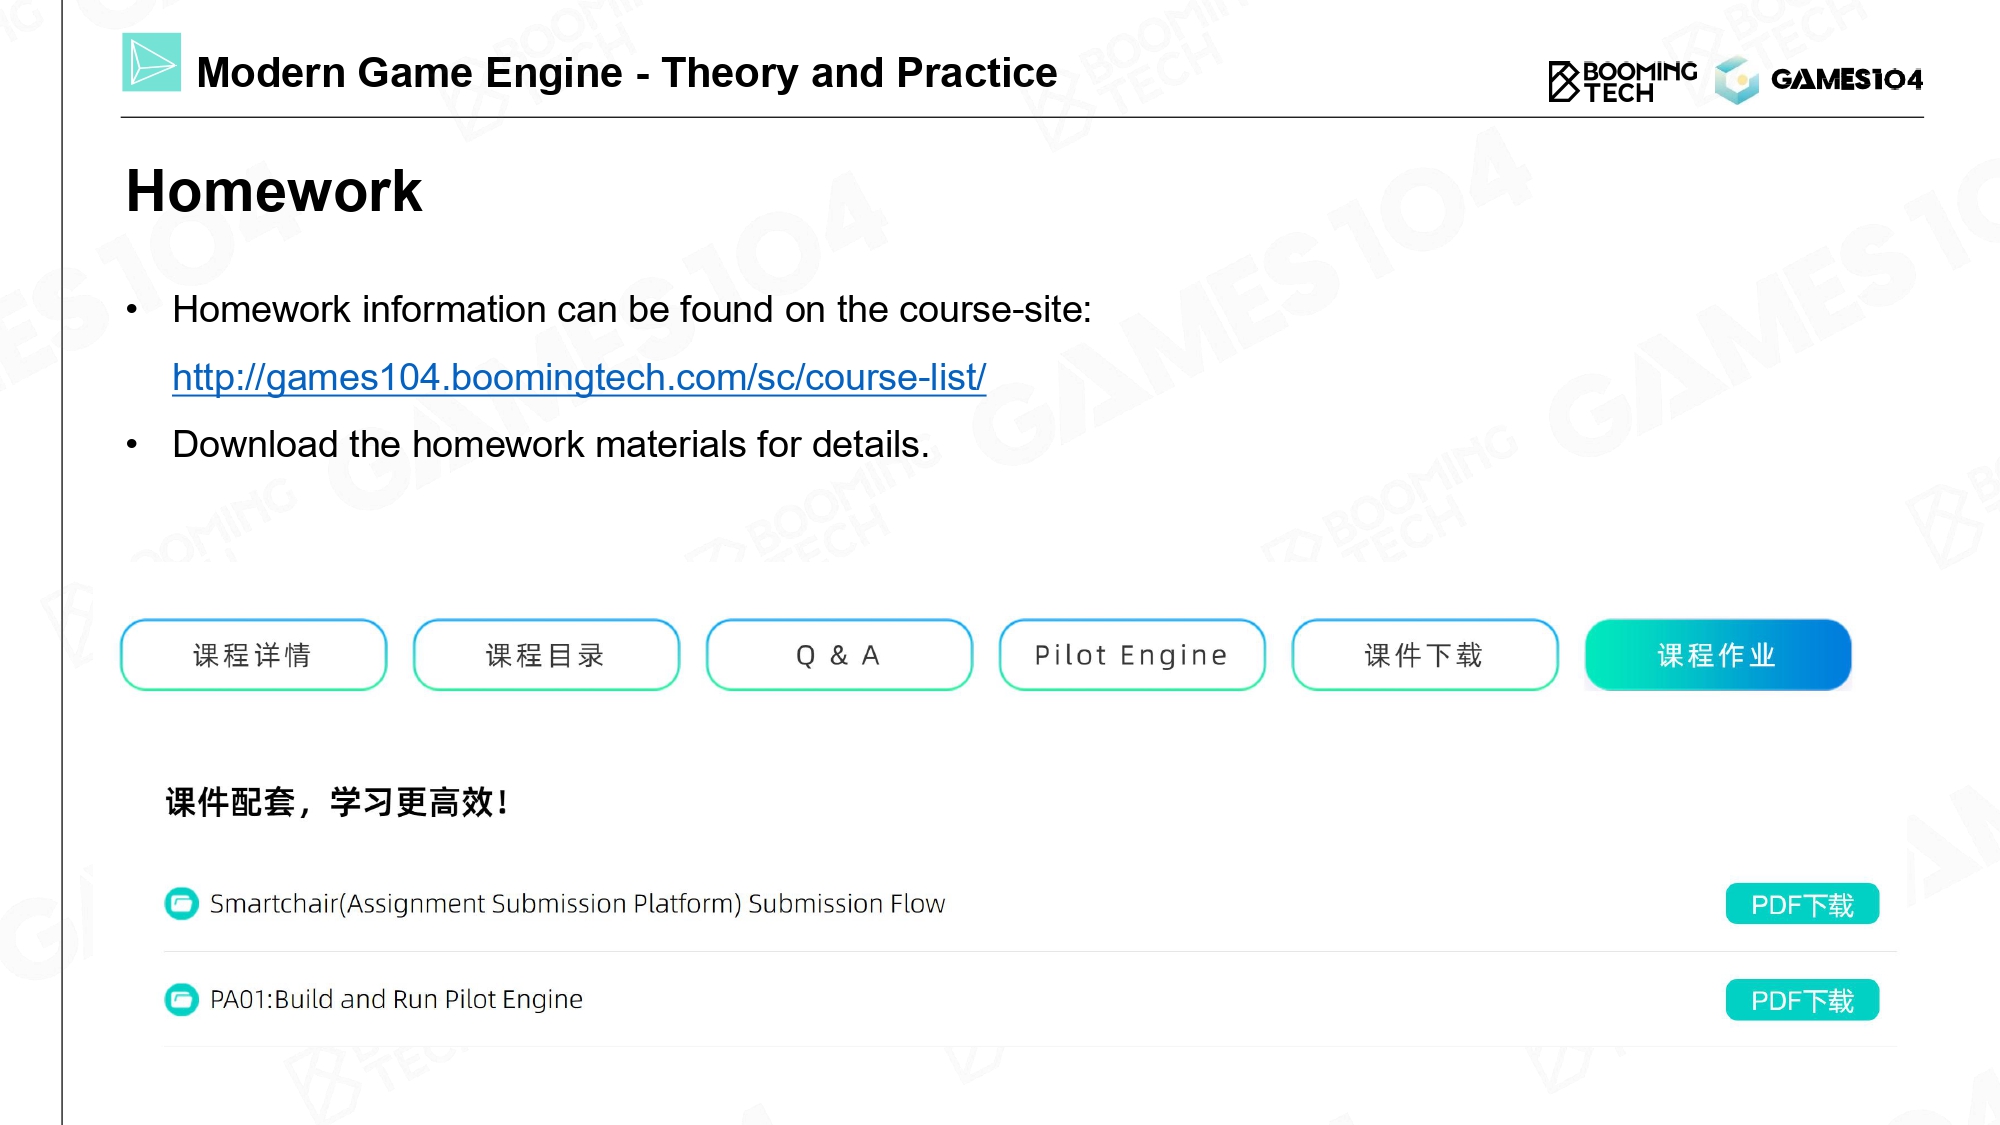 Modern Game Engine - Theory and Practice
BOOMING
TECH
GAMES104
Homework
• Homework information can be found on the course-site:
http://games104.boomingtech.com/sc/course-list/
• Download the homework materials for details.
课程详情
课程目录
Q & A
Pilot Engine
课件下载
课程作业
课件配套，学习更高效！
Smartchair(Assignment Submission Platform) Submission Flow
PDF下载
PA01:Build and Run Pilot Engine
PDF下载